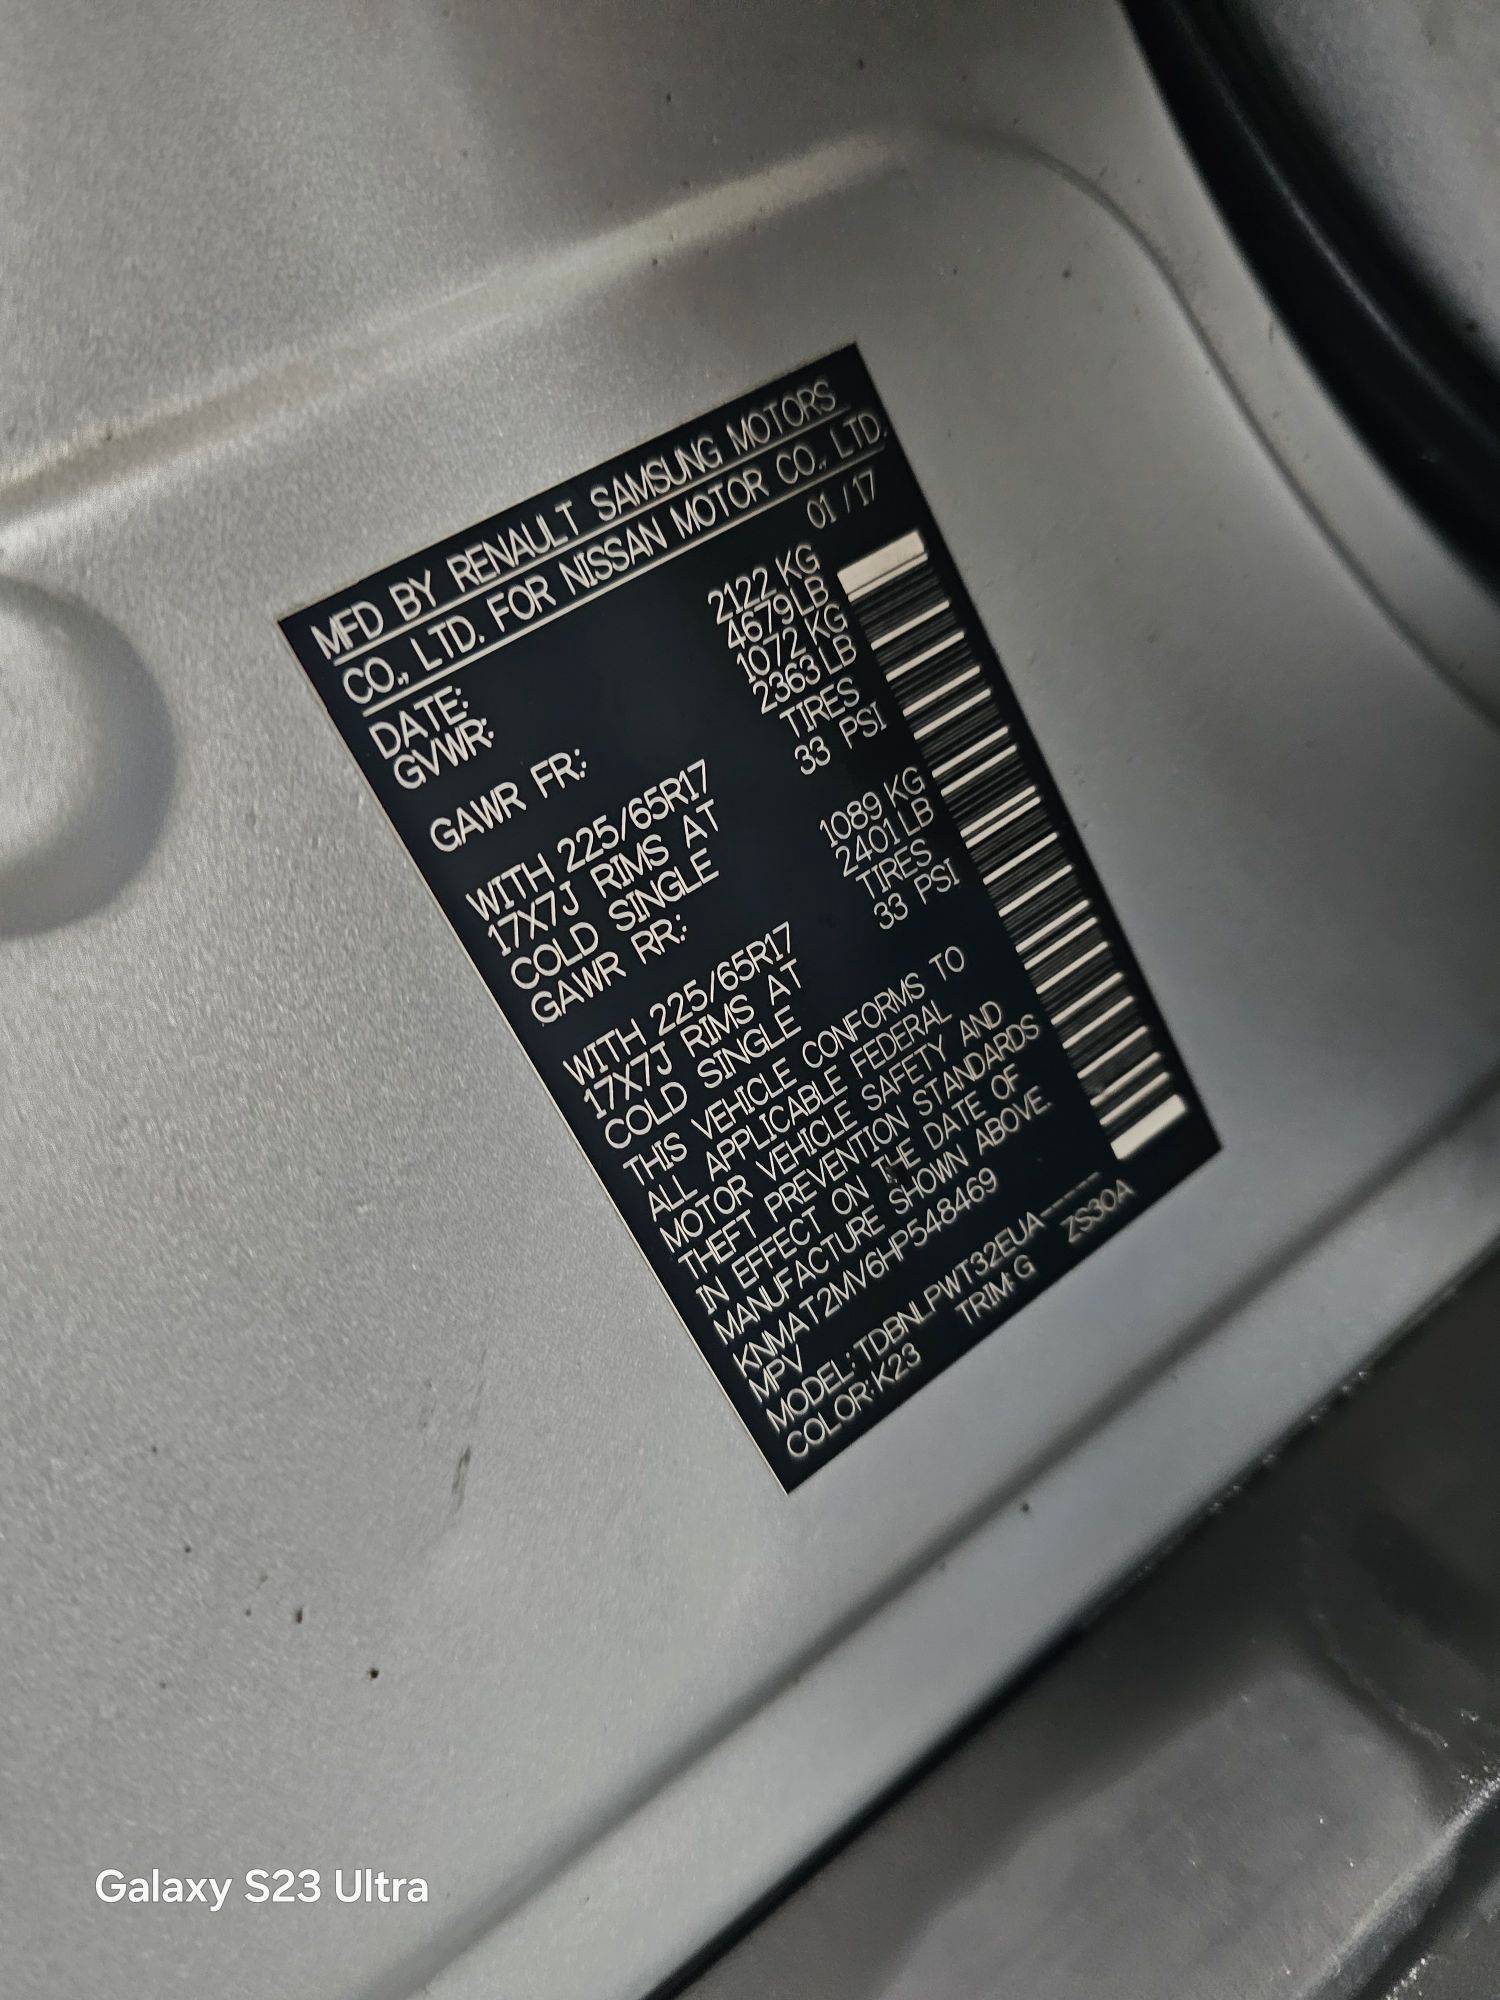 MFD BY RENAULT SAMSUNG MOTORS
CO., LTD. FOR NISSAN MOTOR CO., LTD.
DATE: 01 / 17
GVWR: 2122 KG
4679 LB
GAWR FR: 1072 KG
2363 LB
WITH 225/65R17 TIRES
17X7J RIMS AT 33 PSI
COLD SINGLE
GAWR RR: 1089 KG
2401 LB
WITH 225/65R17 TIRES
17X7J RIMS AT 33 PSI
COLD SINGLE
THIS VEHICLE CONFORMS TO
ALL APPLICABLE FEDERAL
MOTOR VEHICLE SAFETY AND
THEFT PREVENTION STANDARDS
IN EFFECT ON THE DATE OF
MANUFACTURE SHOWN ABOVE.
KNMAT2MV6HP548469
MPV
MODEL: TDBNLPWT32EUA-----
COLOR: K23 TRIM: G ZS30A
Galaxy S23 Ultra